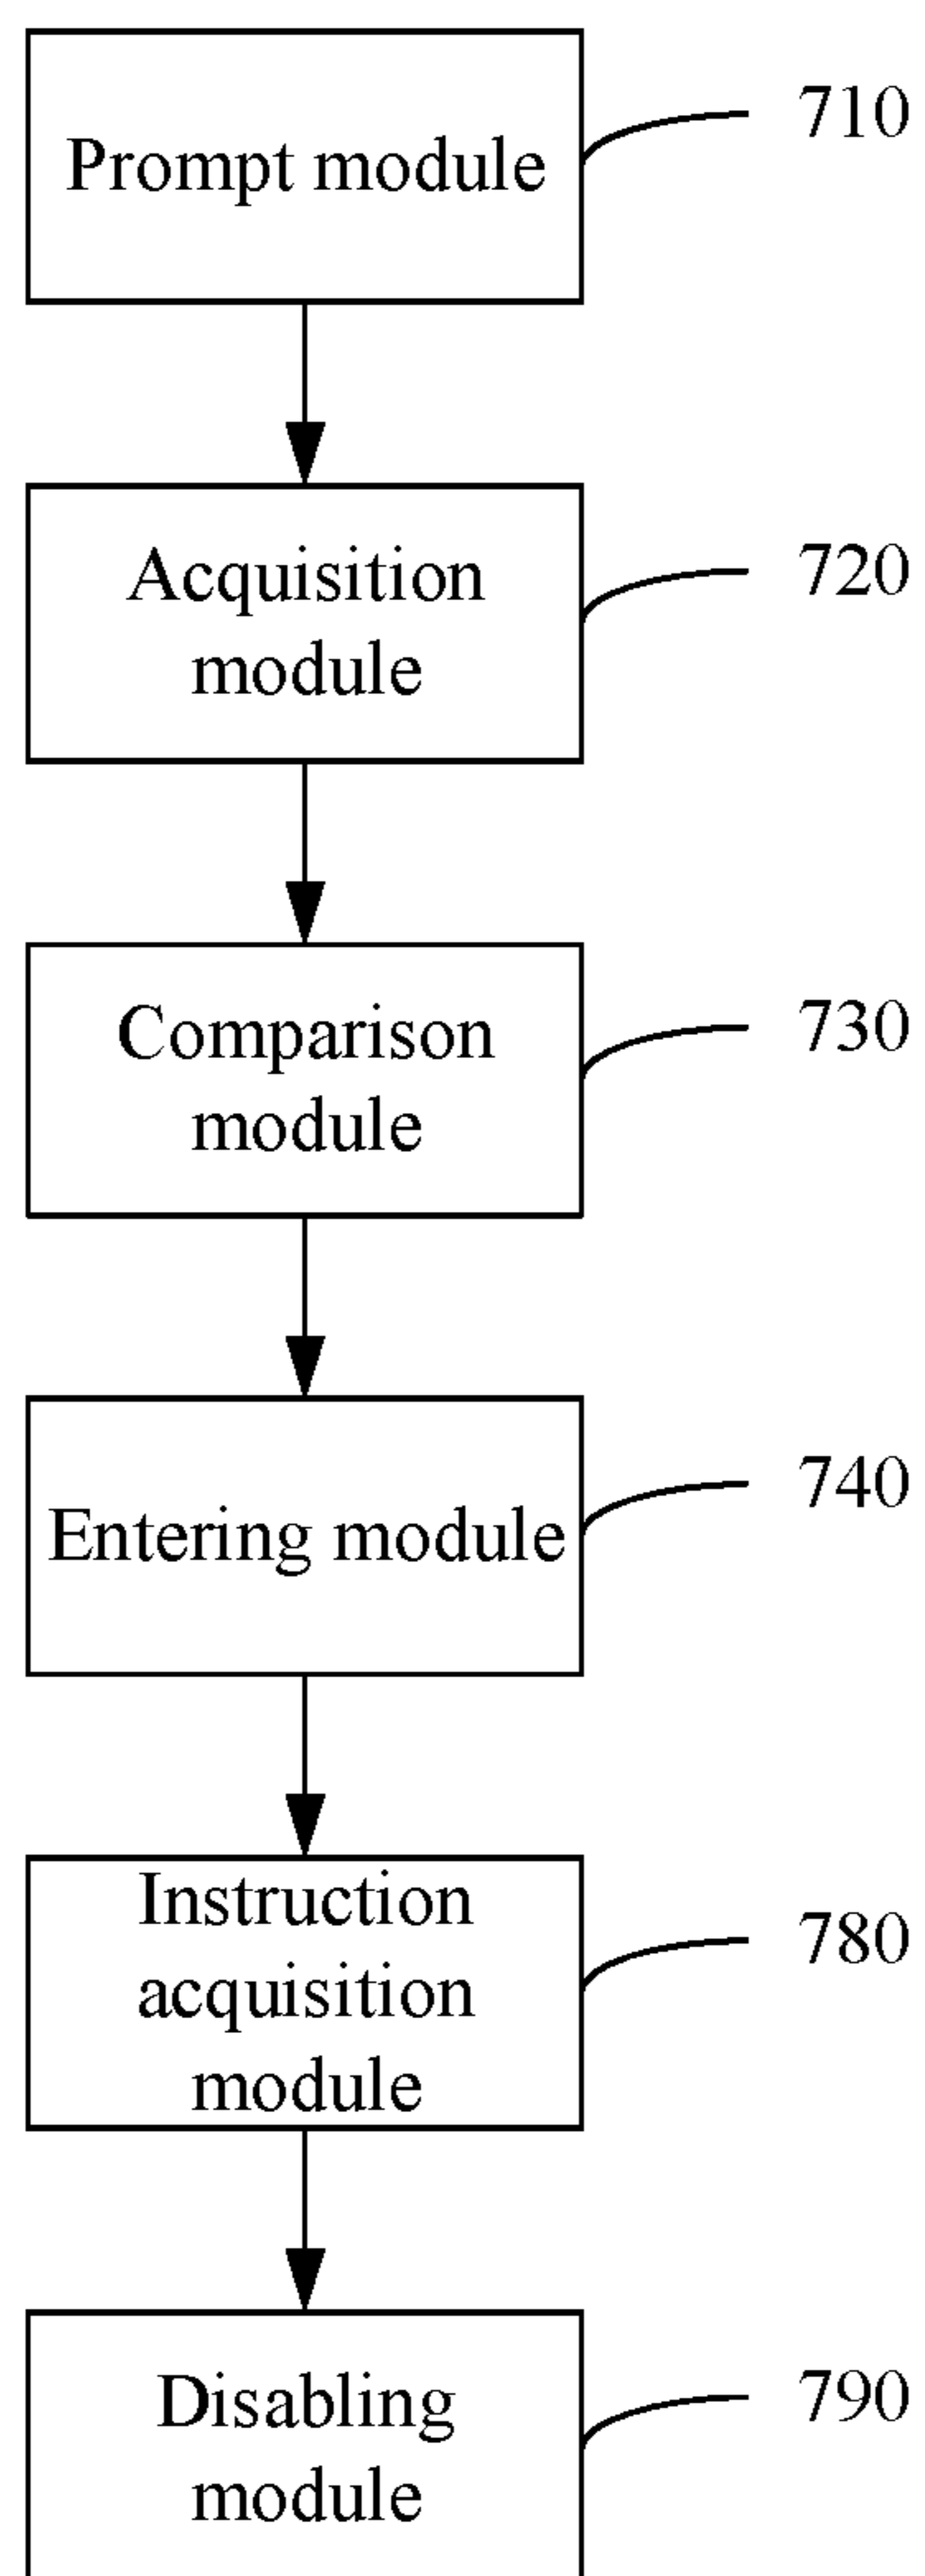 Prompt module
710
Acquisition
module
720
Comparison
module
730
Entering module
740
Instruction
acquisition
module
780
Disabling
module
790